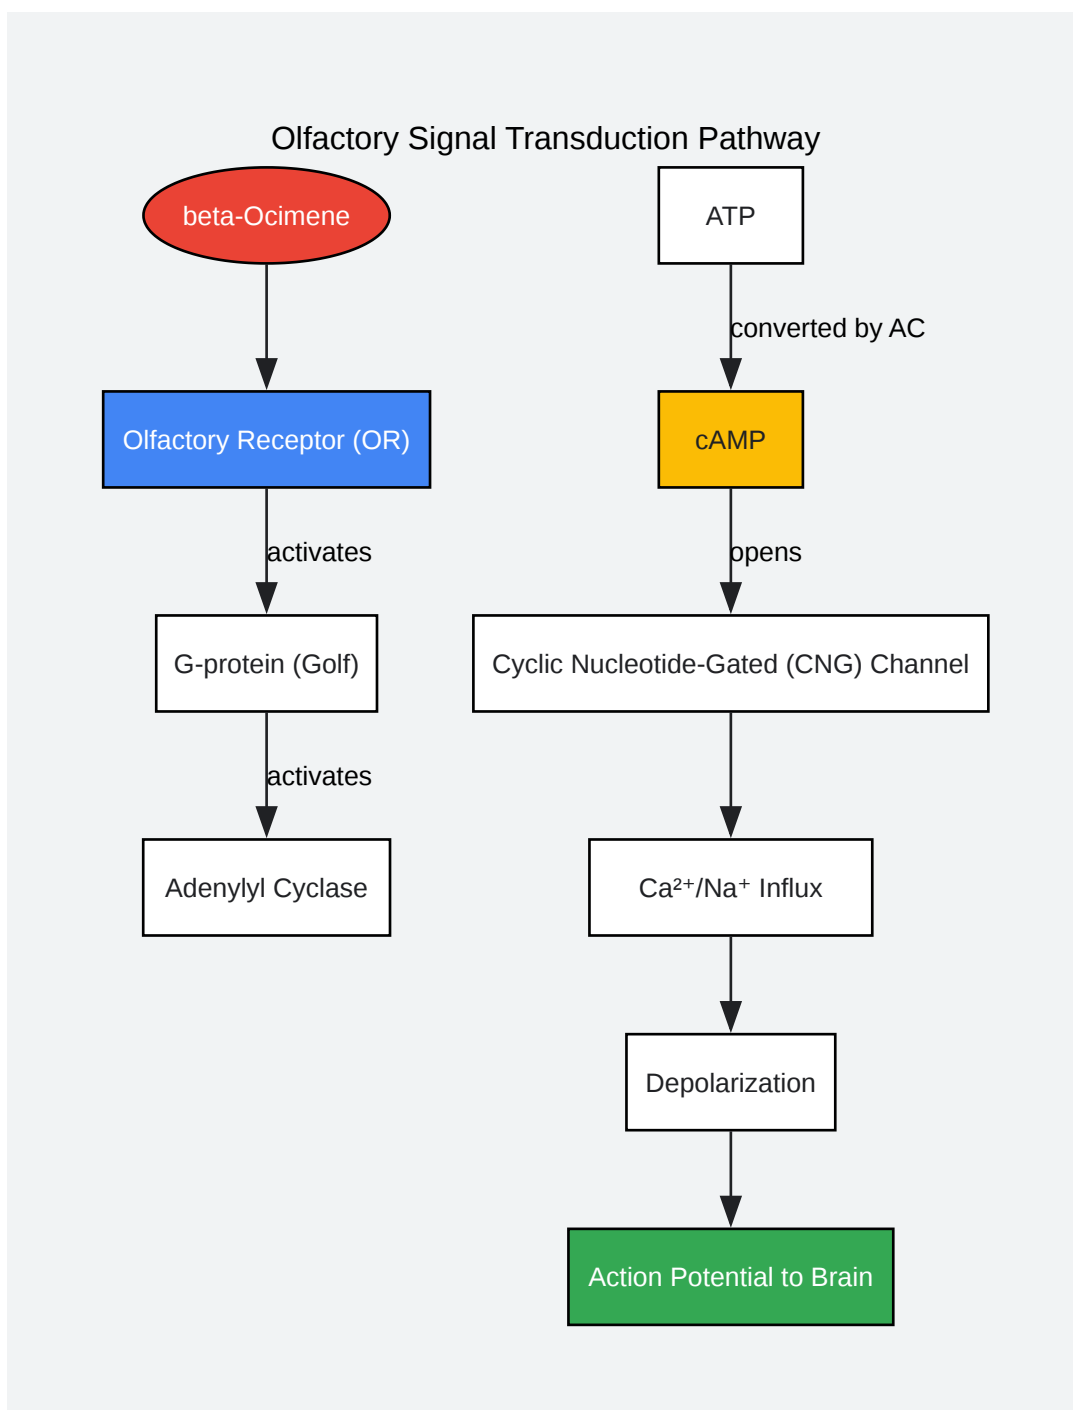 Olfactory Signal Transduction Pathway
beta-Ocimene
ATP
converted by AC
Olfactory Receptor (OR)
cAMP
activates
opens
G-protein (Golf)
Cyclic Nucleotide-Gated (CNG) Channel
activates
Adenylyl Cyclase
Ca²⁺/Na⁺ Influx
Depolarization
Action Potential to Brain